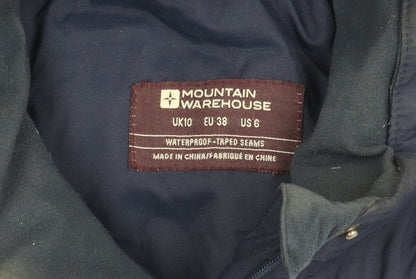 MOUNTAIN
WAREHOUSE
UK10 EU 38 US 6
WATERPROOF-TAPED SEAMS
MADE IN CHINA/FABRIQUÉ EN CHINE